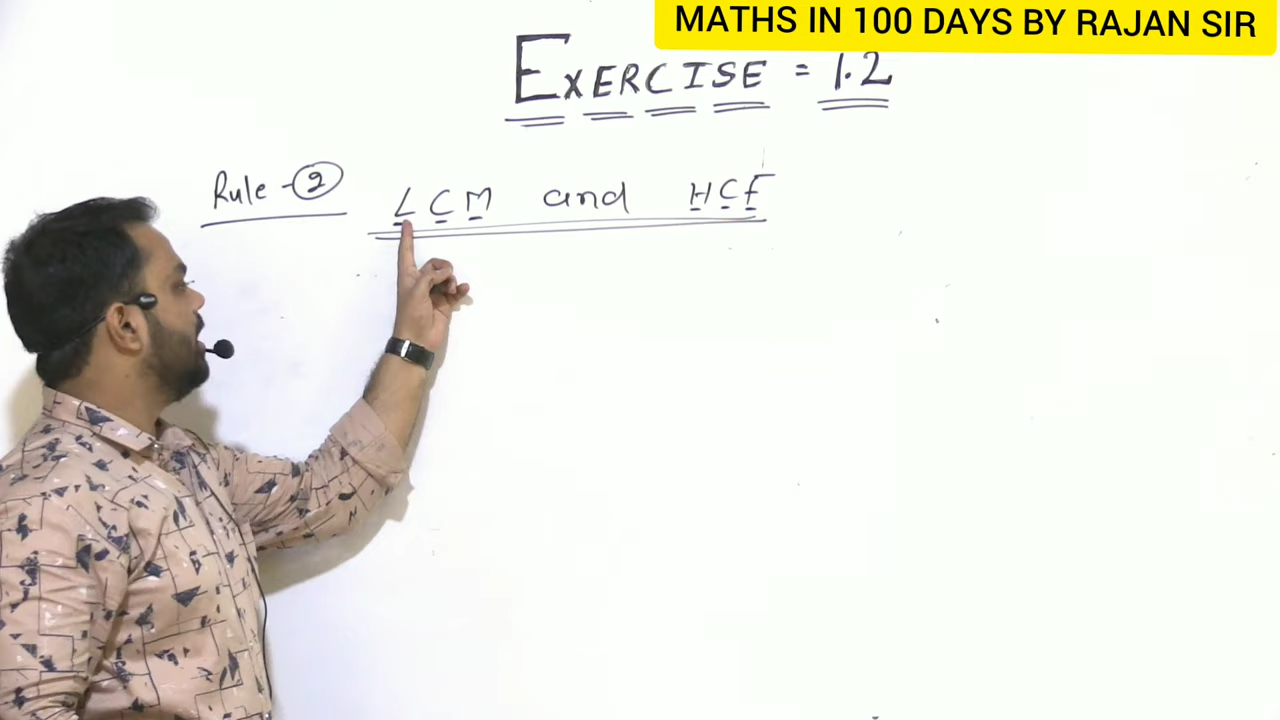 MATHS IN 100 DAYS BY RAJAN SIR
EXERCISE = 1.2
Rule - 2 LCM and HCF